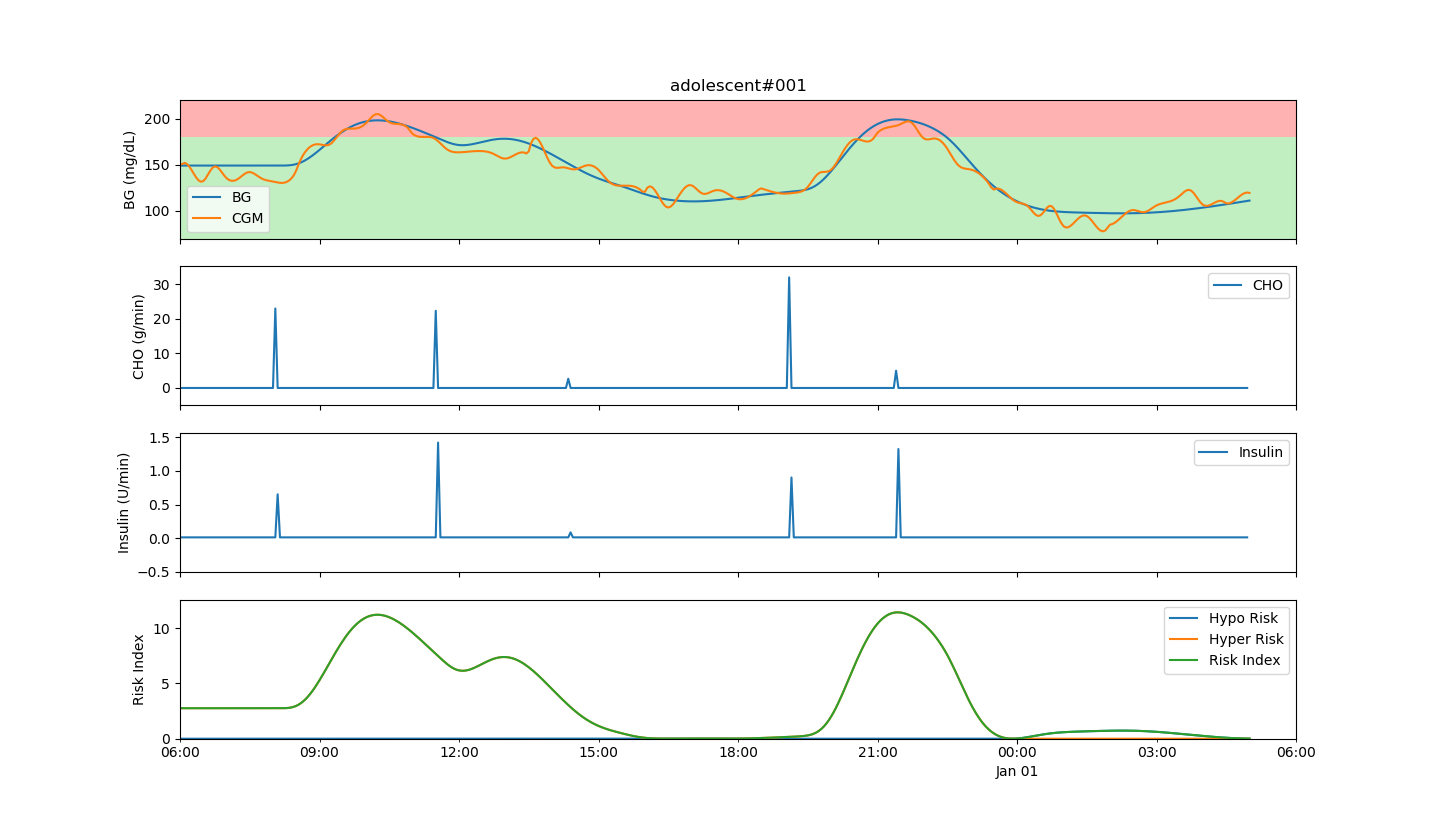 adolescent#001
BG (mg/dL)
200
150
100
BG
CGM
CHO (g/min)
30
20
10
0
CHO
Insulin (U/min)
1.5
1.0
0.5
0.0
−0.5
Insulin
Risk Index
10
5
0
Hypo Risk
Hyper Risk
Risk Index
06:00 09:00 12:00 15:00 18:00 21:00 00:00 03:00 06:00
Jan 01